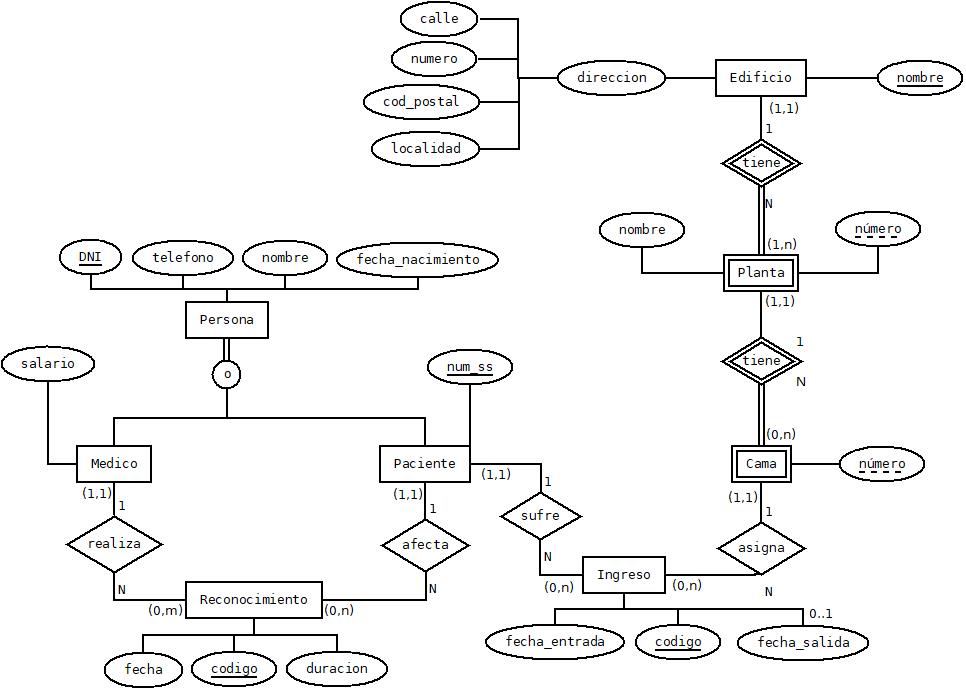 calle
numero
cod_postal
localidad
direccion
Edificio
nombre
(1,1)
1
tiene
N
(1,n)
nombre
número
Planta
(1,1)
1
tiene
N
(0,n)
Cama
número
(1,1)
1
asigna
N
DNI
telefono
nombre
fecha_nacimiento
Persona
o
salario
num_ss
Medico
Paciente
(1,1)
(1,1)
(1,1)
1
1
1
realiza
afecta
sufre
N
N
N
(0,m)
Reconocimiento
(0,n)
(0,n)
Ingreso
(0,n)
fecha
codigo
duracion
fecha_entrada
codigo
0..1
fecha_salida